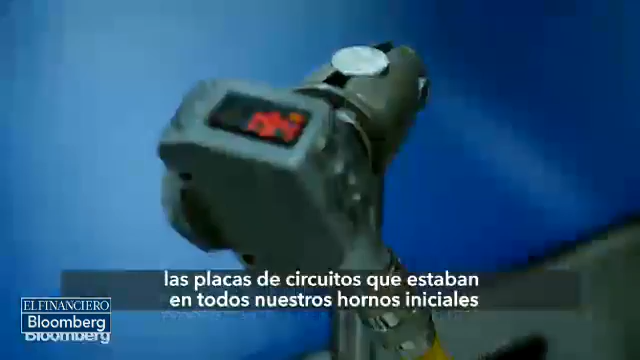 las placas de circuitos que estaban
en todos nuestros hornos iniciales
EL FINANCIERO
Bloomberg
Bloomberg